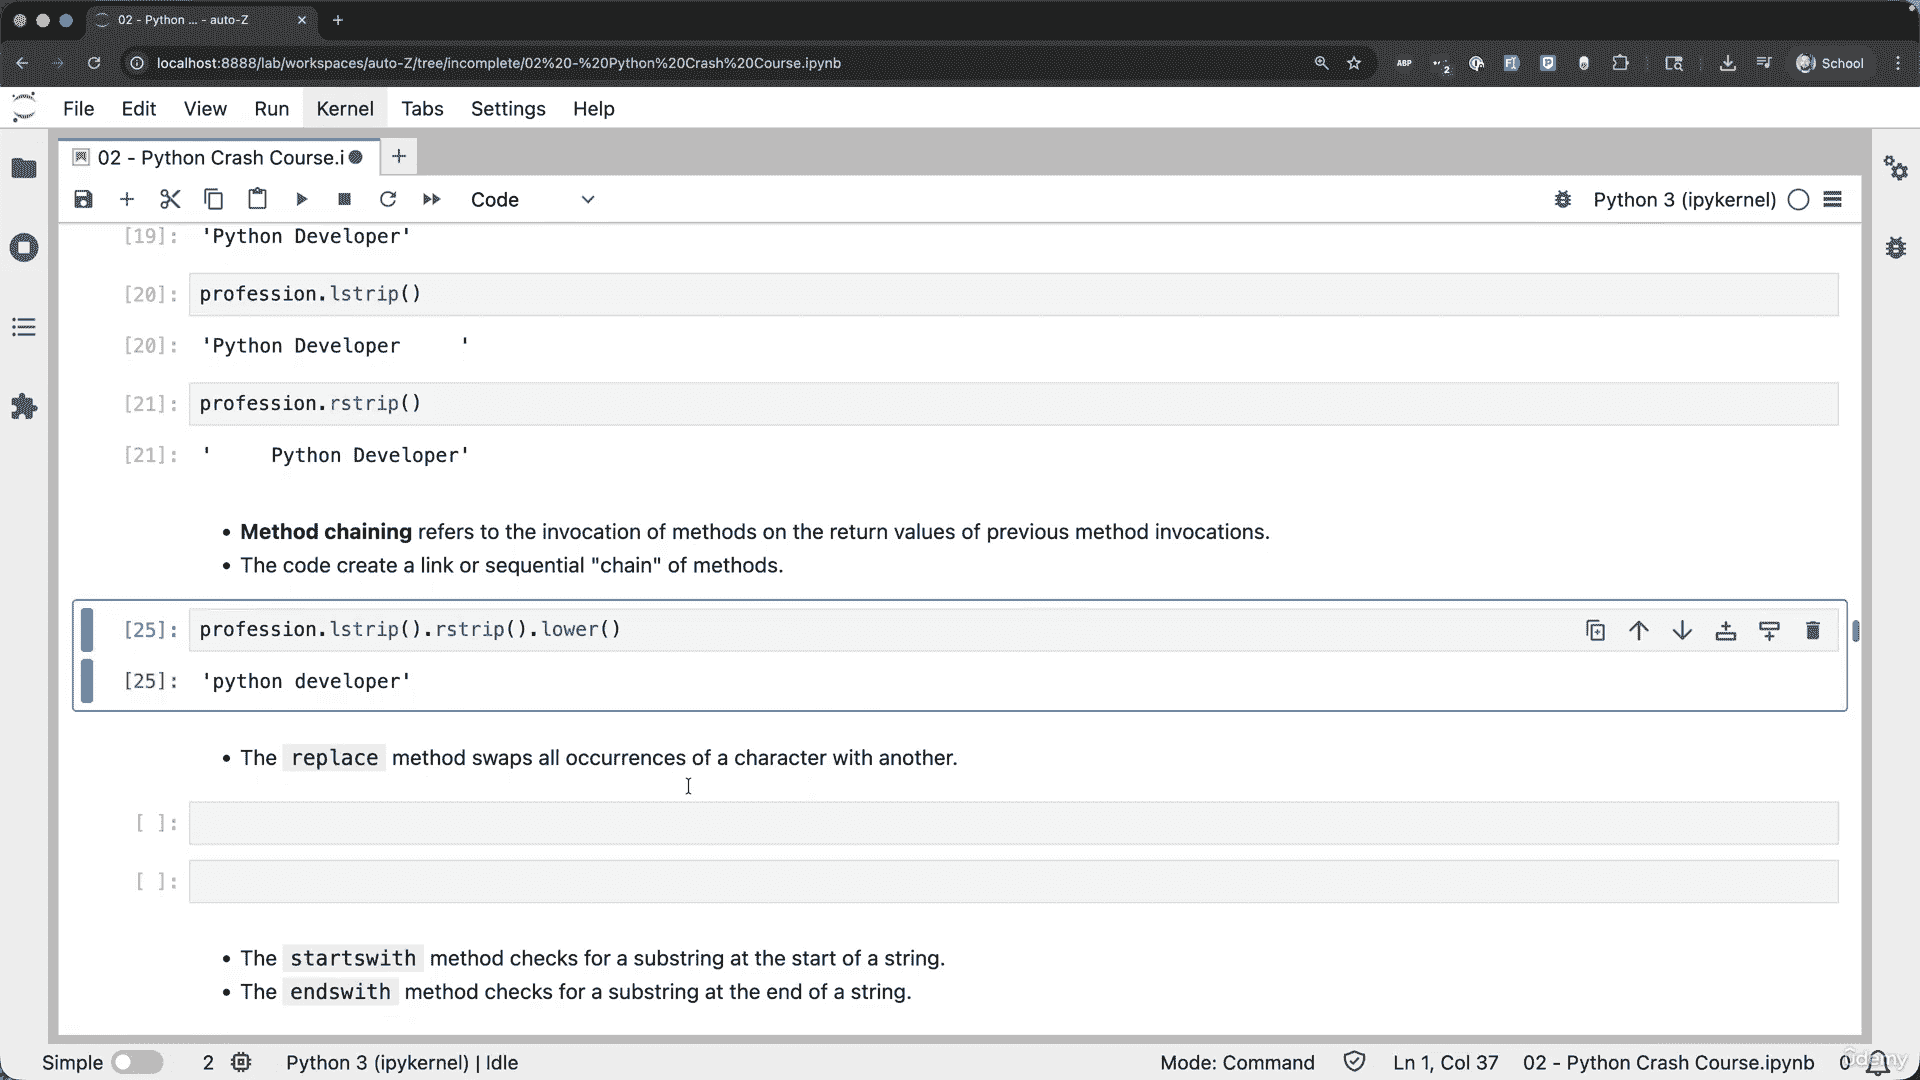 02 - Python ... - auto-Z
localhost:8888/lab/workspaces/auto-Z/tree/incomplete/02%20-%20Python%20Crash%20Course.ipynb
ABP
2
School
File Edit View Run Kernel Tabs Settings Help
02 - Python Crash Course.i
Code
Python 3 (ipykernel)
[19]: 'Python Developer'
[20]: profession.lstrip()
[20]: 'Python Developer     '
[21]: profession.rstrip()
[21]: '     Python Developer'
• Method chaining refers to the invocation of methods on the return values of previous method invocations.
• The code create a link or sequential "chain" of methods.
[25]: profession.lstrip().rstrip().lower()
[25]: 'python developer'
• The replace method swaps all occurrences of a character with another.
[ ]:
[ ]:
• The startswith method checks for a substring at the start of a string.
• The endswith method checks for a substring at the end of a string.
Simple 2 Python 3 (ipykernel) | Idle Mode: Command Ln 1, Col 37 02 - Python Crash Course.ipynb 0
ûdemy